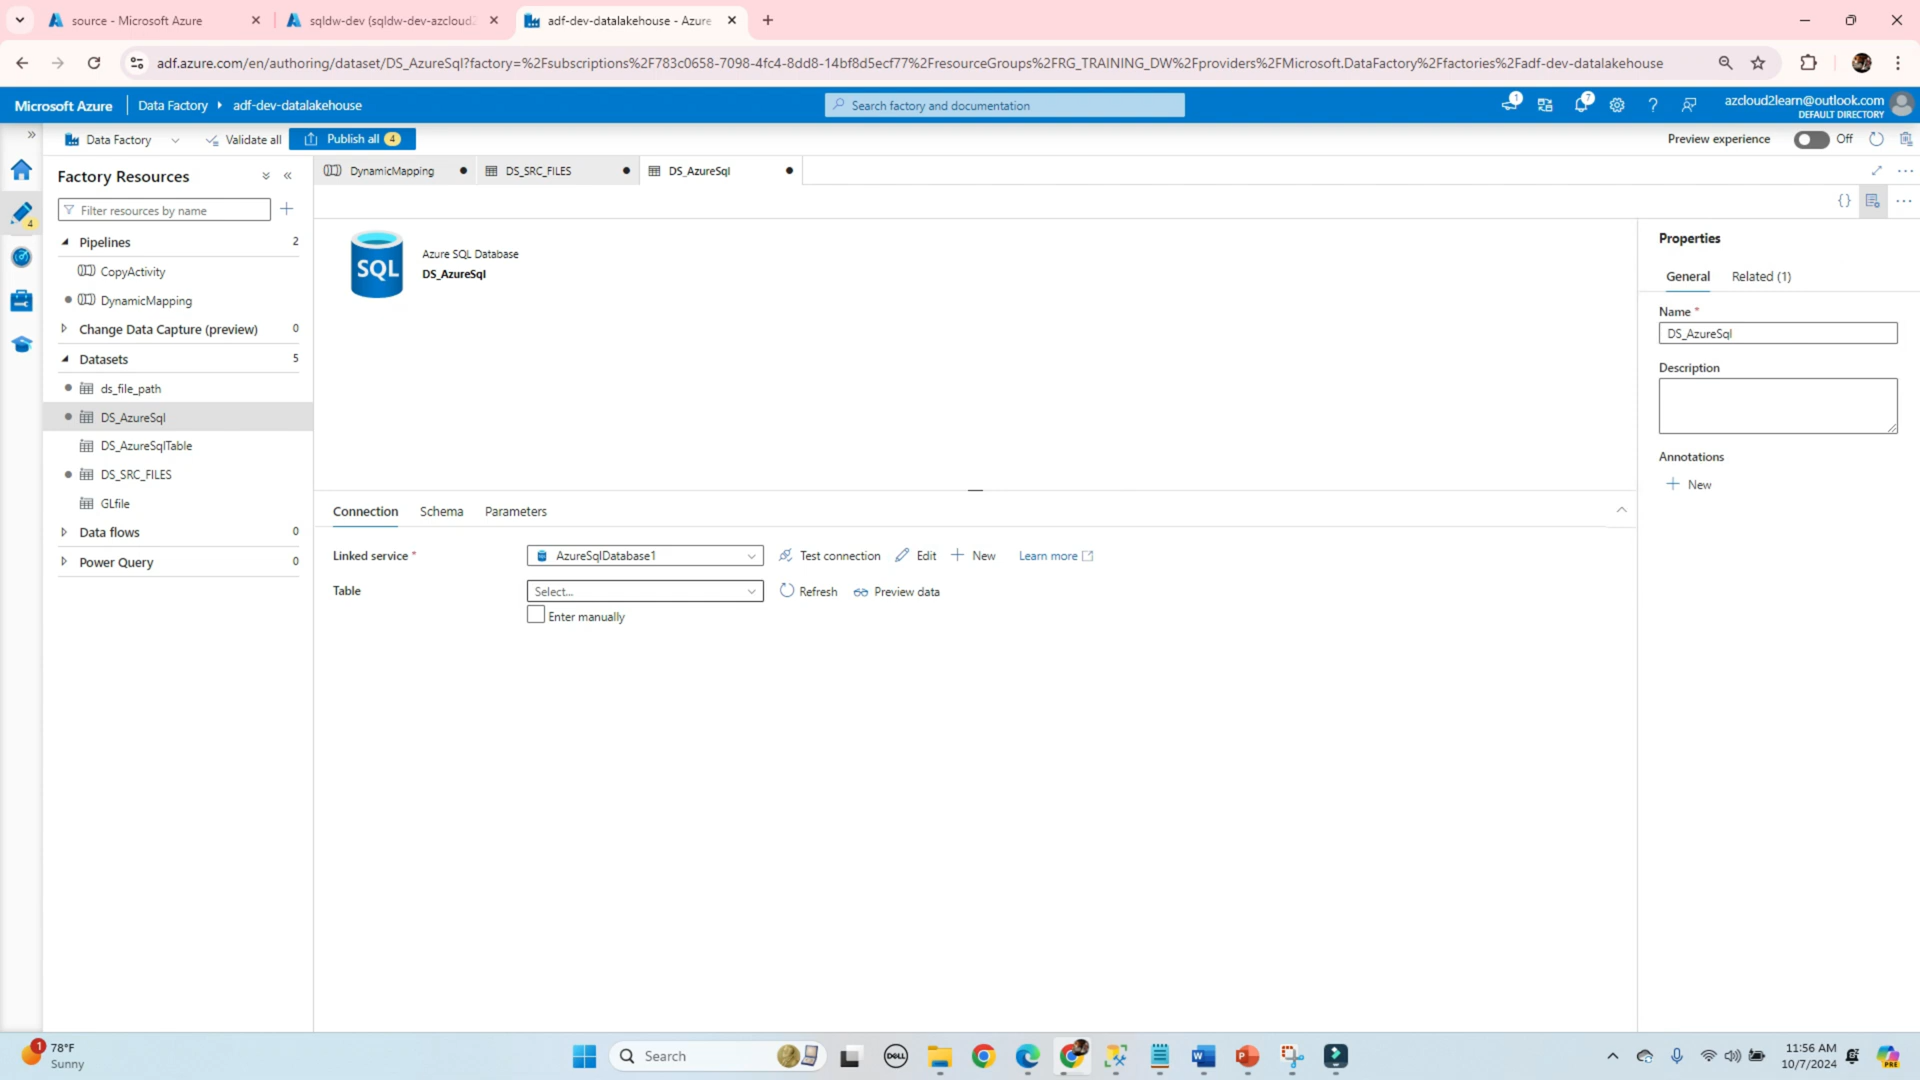 source - Microsoft Azure
sqldw-dev (sqldw-dev-azcloud2
adf-dev-datalakehouse - Azure
adf.azure.com/en/authoring/dataset/DS_AzureSql?factory=%2Fsubscriptions%2F783c0658-7098-4fc4-8dd8-14bf8d5ecf77%2FresourceGroups%2FRG_TRAINING_DW%2Fproviders%2FMicrosoft.DataFactory%2Ffactories%2Fadf-dev-datalakehouse
Microsoft Azure
Data Factory
adf-dev-datalakehouse
Search factory and documentation
1
7
azcloud2learn@outlook.com
DEFAULT DIRECTORY
Data Factory
Validate all
Publish all 4
Preview experience
Off
Factory Resources
DynamicMapping
DS_SRC_FILES
DS_AzureSql
Filter resources by name
4
Pipelines 2
CopyActivity
DynamicMapping
Change Data Capture (preview) 0
Datasets 5
ds_file_path
DS_AzureSql
DS_AzureSqlTable
DS_SRC_FILES
GLfile
Data flows 0
Power Query 0
SQL
Azure SQL Database
DS_AzureSql
Connection
Schema
Parameters
Linked service *
AzureSqlDatabase1
Test connection
Edit
New
Learn more
Table
Select...
Refresh
Preview data
Enter manually
Properties
General
Related (1)
Name *
DS_AzureSql
Description
Annotations
New
1
78°F
Sunny
Search
DELL
11:56 AM
10/7/2024
PRE